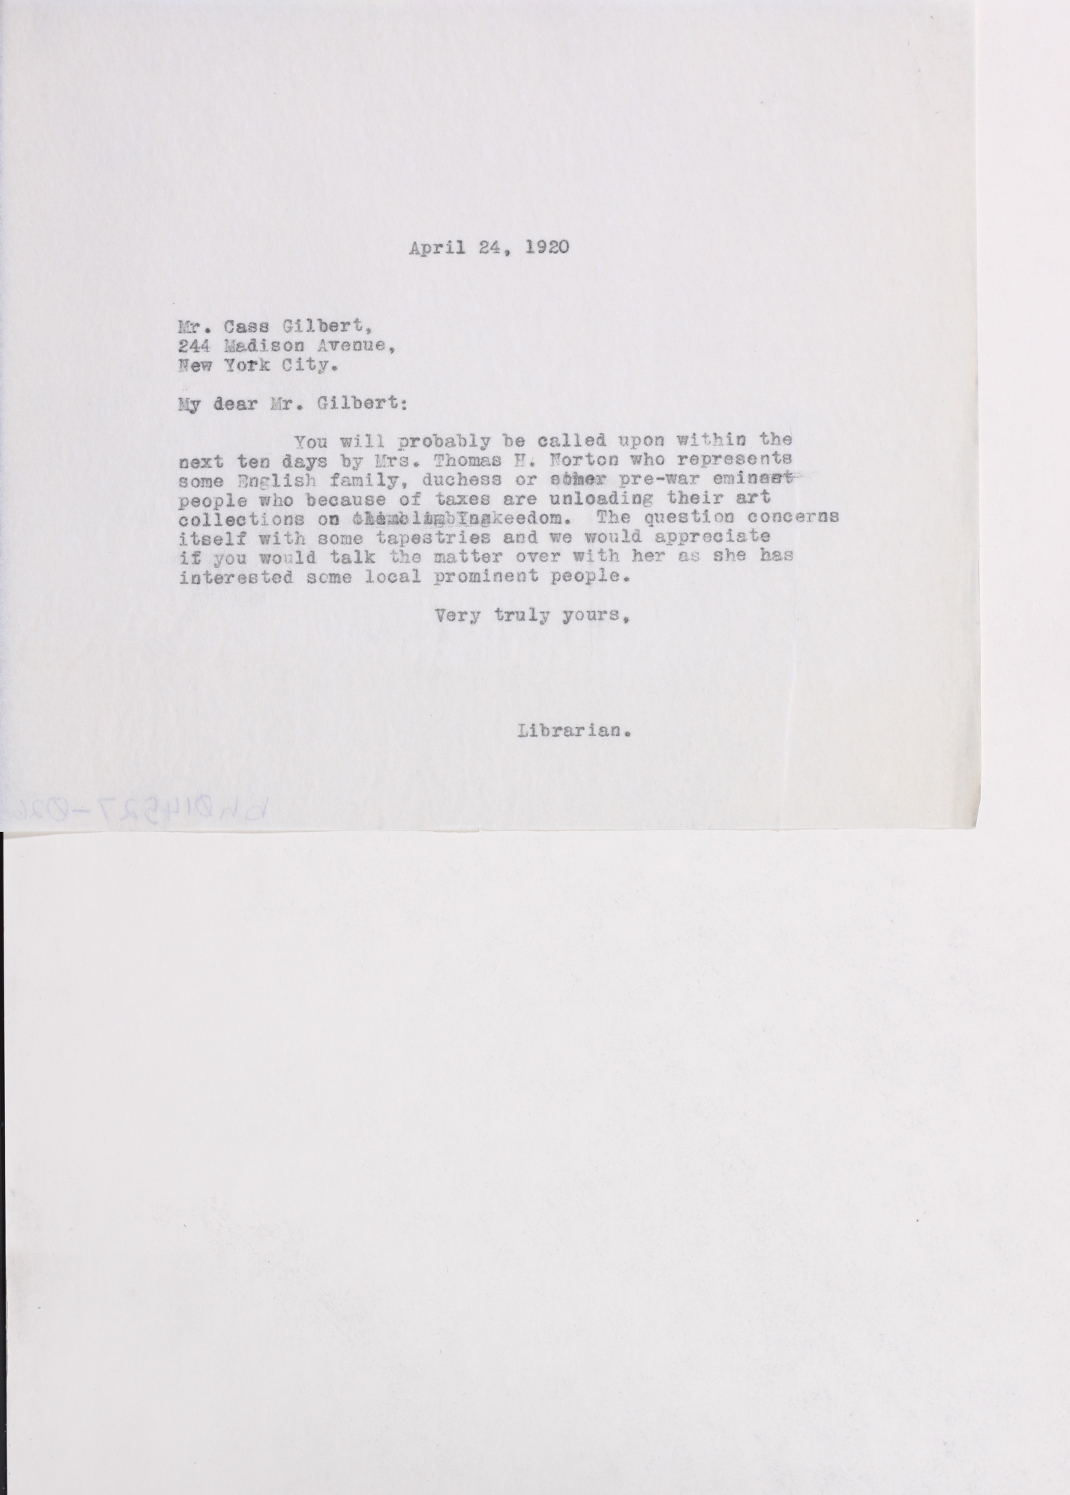 April 24, 1920
Mr. Cass Gilbert,
244 Madison Avenue,
New York City.
My dear Mr. Gilbert:
You will probably be called upon within the
next ten days by Mrs. Thomas H. Norton who represents
some English family, duchess or other pre-war eminent
people who because of taxes are unloading their art
collections on climbing Yankeedom. The question concerns
itself with some tapestries and we would appreciate
if you would talk the matter over with her as she has
interested some local prominent people.
Very truly yours,
Librarian.